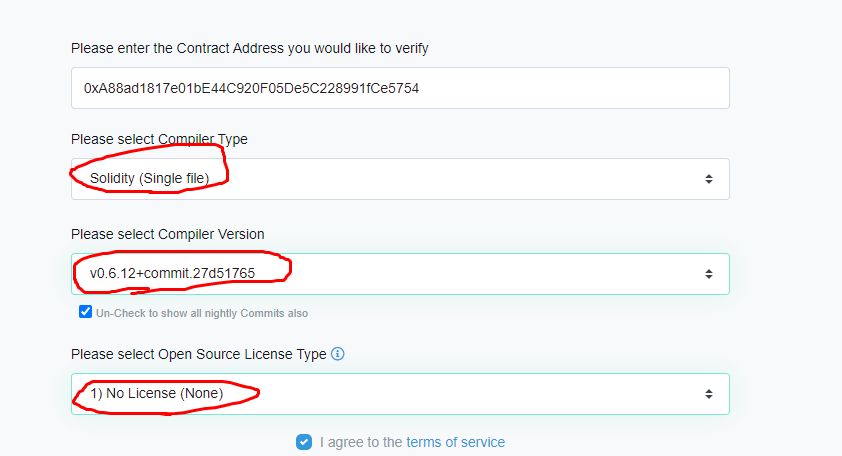 Please enter the Contract Address you would like to verify
0xA88ad1817e01bE44C920F05De5C228991fCe5754
Please select Compiler Type
Solidity (Single file)
Please select Compiler Version
v0.6.12+commit.27d51765
Un-Check to show all nightly Commits also
Please select Open Source License Type
1) No License (None)
I agree to the terms of service